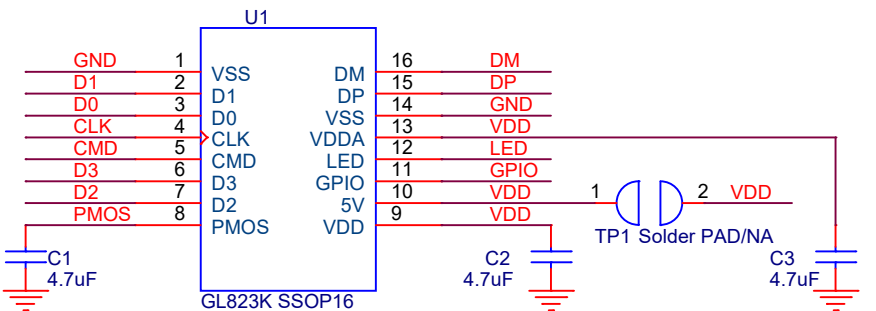 U1
GND 1 VSS DM 16 DM
D1 2 D1 DP 15 DP
D0 3 D0 VSS 14 GND
CLK 4 CLK VDDA 13 VDD
CMD 5 CMD LED 12 LED
D3 6 D3 GPIO 11 GPIO
D2 7 D2 5V 10 VDD 1 2 VDD
PMOS 8 PMOS VDD 9 VDD
TP1 Solder PAD/NA
C1 C2 C3
4.7uF 4.7uF 4.7uF
GL823K SSOP16